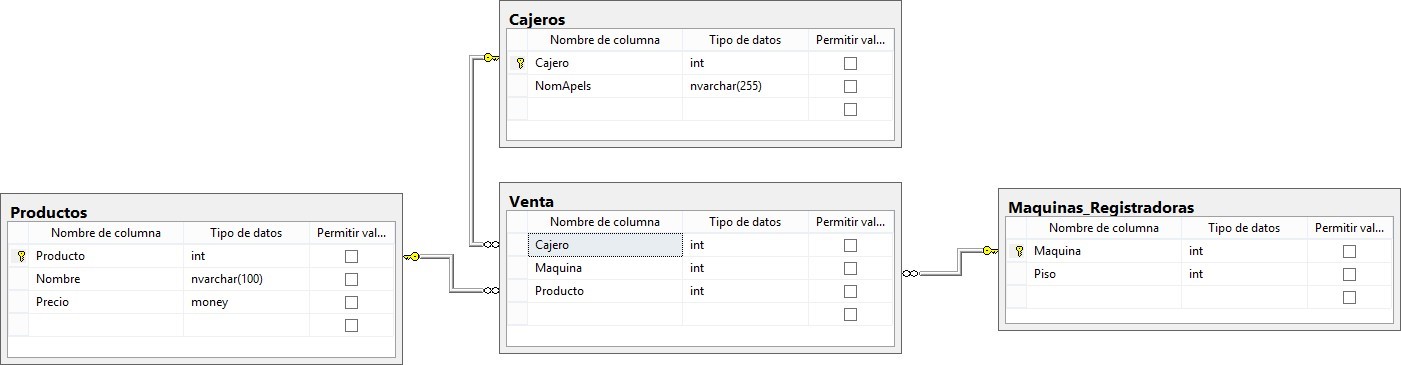 Cajeros
Nombre de columna Tipo de datos Permitir val...
Cajero int
NomApels nvarchar(255)
Productos
Nombre de columna Tipo de datos Permitir val...
Producto int
Nombre nvarchar(100)
Precio money
Venta
Nombre de columna Tipo de datos Permitir val...
Cajero int
Maquina int
Producto int
Maquinas_Registradoras
Nombre de columna Tipo de datos Permitir val...
Maquina int
Piso int